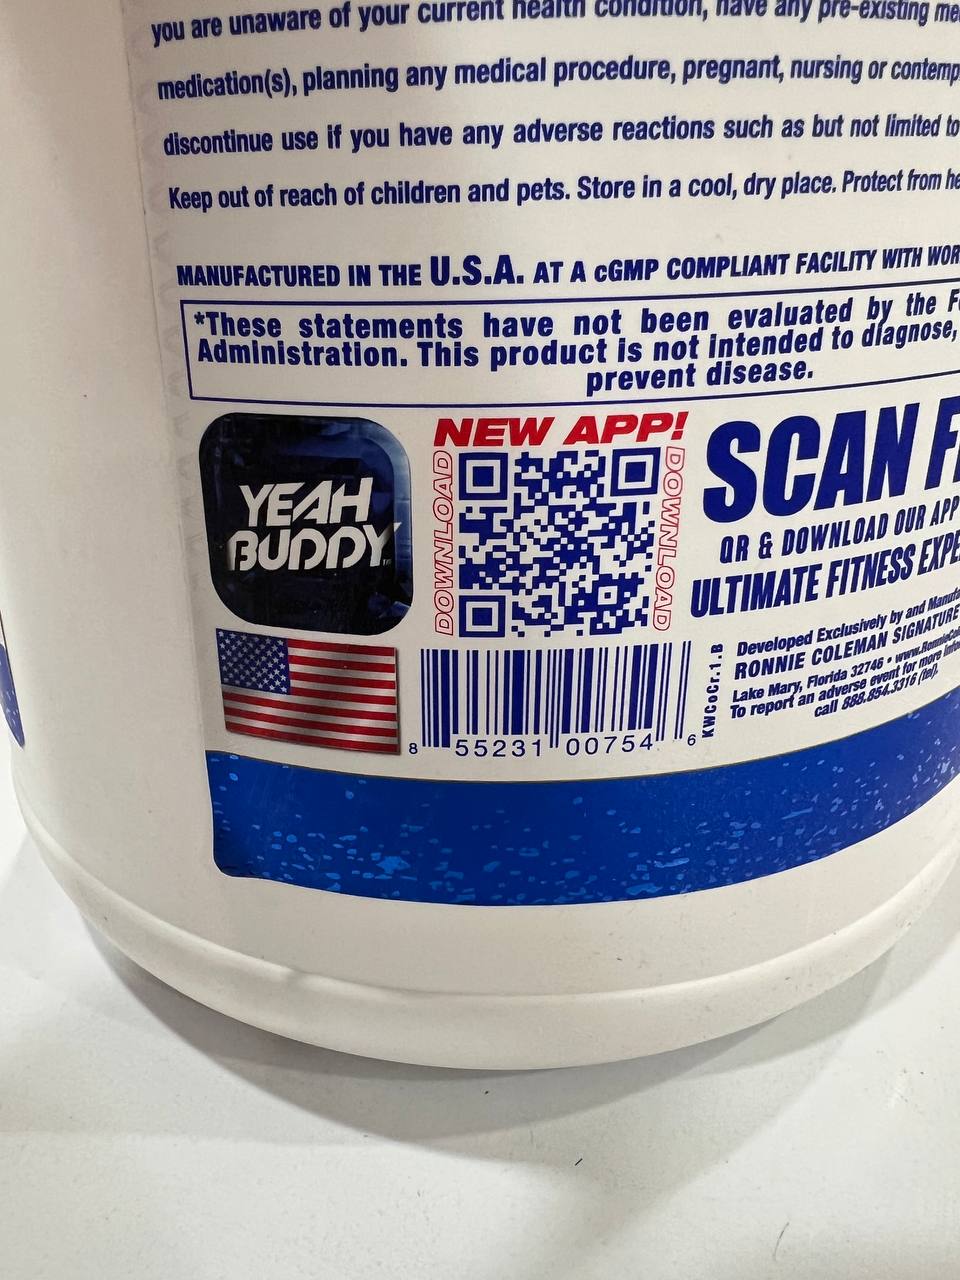 you are unaware of your current health condition, have any pre-existing
medication(s), planning any medical procedure, pregnant, nursing or
discontinue use if you have any adverse reactions such as but not limited to
Keep out of reach of children and pets. Store in a cool, dry place. Protect from
MANUFACTURED IN THE U.S.A. AT A cGMP COMPLIANT FACILITY WITH
*These statements have not been evaluated by the
Administration. This product is not intended to diagnose,
prevent disease.
YEAH
BUDDY™
NEW APP!
DOWNLOAD
DOWNLOAD
SCAN
QR & DOWNLOAD OUR APP
ULTIMATE FITNESS
8 55231 00754 6
KWCoCr.1.B
Developed Exclusively by and
RONNIE COLEMAN SIGNATURE
Lake Mary, Florida 32746 •
To report an adverse event for more
call 888.854.3316 (tel).